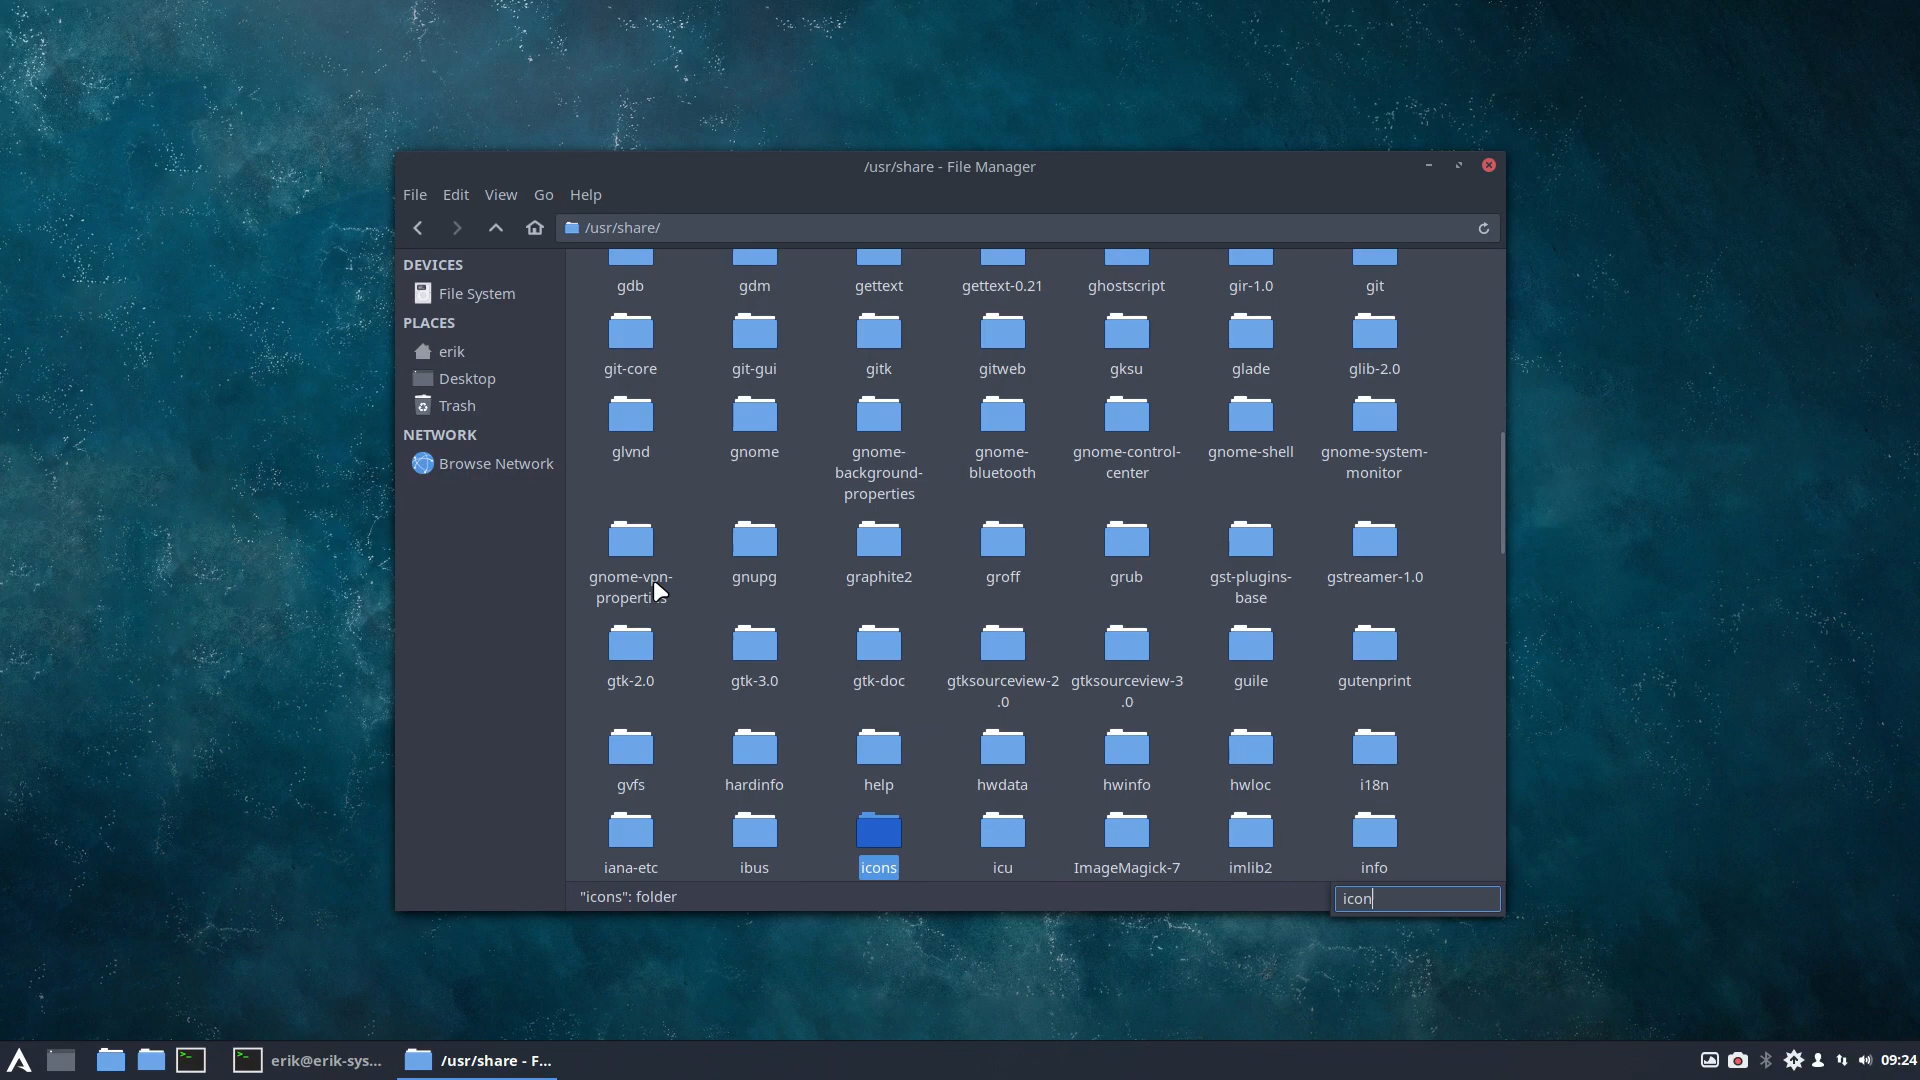 /usr/share - File Manager
File Edit View Go Help
/usr/share/
DEVICES
File System
PLACES
erik
Desktop
Trash
NETWORK
Browse Network
gdb gdm gettext gettext-0.21 ghostscript gir-1.0 git
git-core git-gui gitk gitweb gksu glade glib-2.0
glvnd gnome gnome- gnome- gnome-control- gnome-shell gnome-system-
background- bluetooth center monitor
properties
gnome-vpn- gnupg graphite2 groff grub gst-plugins- gstreamer-1.0
properties base
gtk-2.0 gtk-3.0 gtk-doc gtksourceview-2 gtksourceview-3 guile gutenprint
.0 .0
gvfs hardinfo help hwdata hwinfo hwloc i18n
iana-etc ibus icons icu ImageMagick-7 imlib2 info
"icons": folder
icon
erik@erik-sys...
/usr/share - F...
09:24